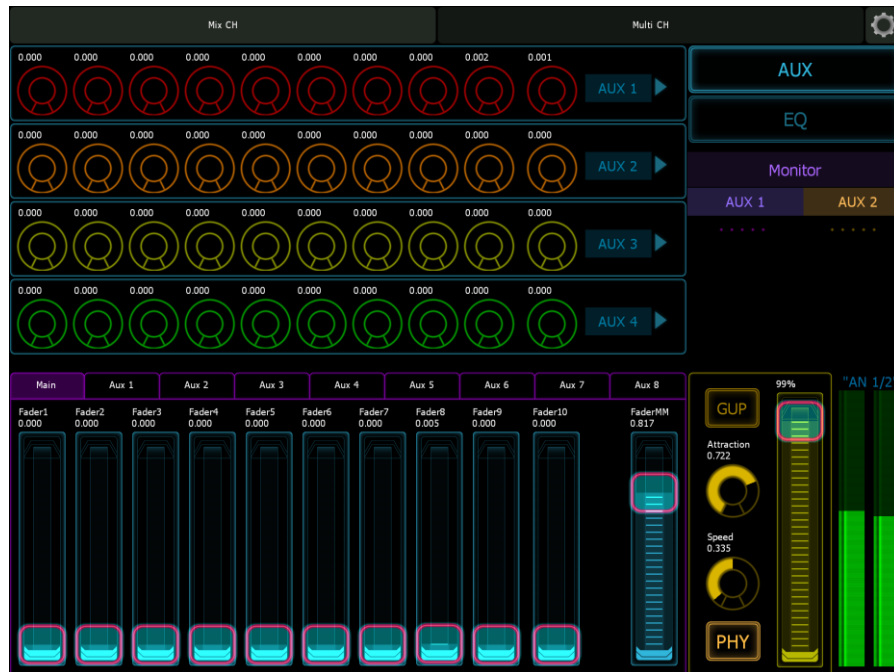 Mix CH
Multi CH
0.000 0.000 0.000 0.000 0.000 0.000 0.000 0.000 0.002 0.001
AUX 1
AUX
EQ
0.000 0.000 0.000 0.000 0.000 0.000 0.000 0.000 0.000 0.000
AUX 2
Monitor
AUX 1 AUX 2
0.000 0.000 0.000 0.000 0.000 0.000 0.000 0.000 0.000 0.000
AUX 3
0.000 0.000 0.000 0.000 0.000 0.000 0.000 0.000 0.000 0.000
AUX 4
Main Aux 1 Aux 2 Aux 3 Aux 4 Aux 5 Aux 6 Aux 7 Aux 8
Fader1 Fader2 Fader3 Fader4 Fader5 Fader6 Fader7 Fader8 Fader9 Fader10 FaderMM
0.000 0.000 0.000 0.000 0.000 0.000 0.000 0.005 0.000 0.000 0.817
99%
"AN 1/2"
GUP
Attraction
0.722
Speed
0.335
PHY